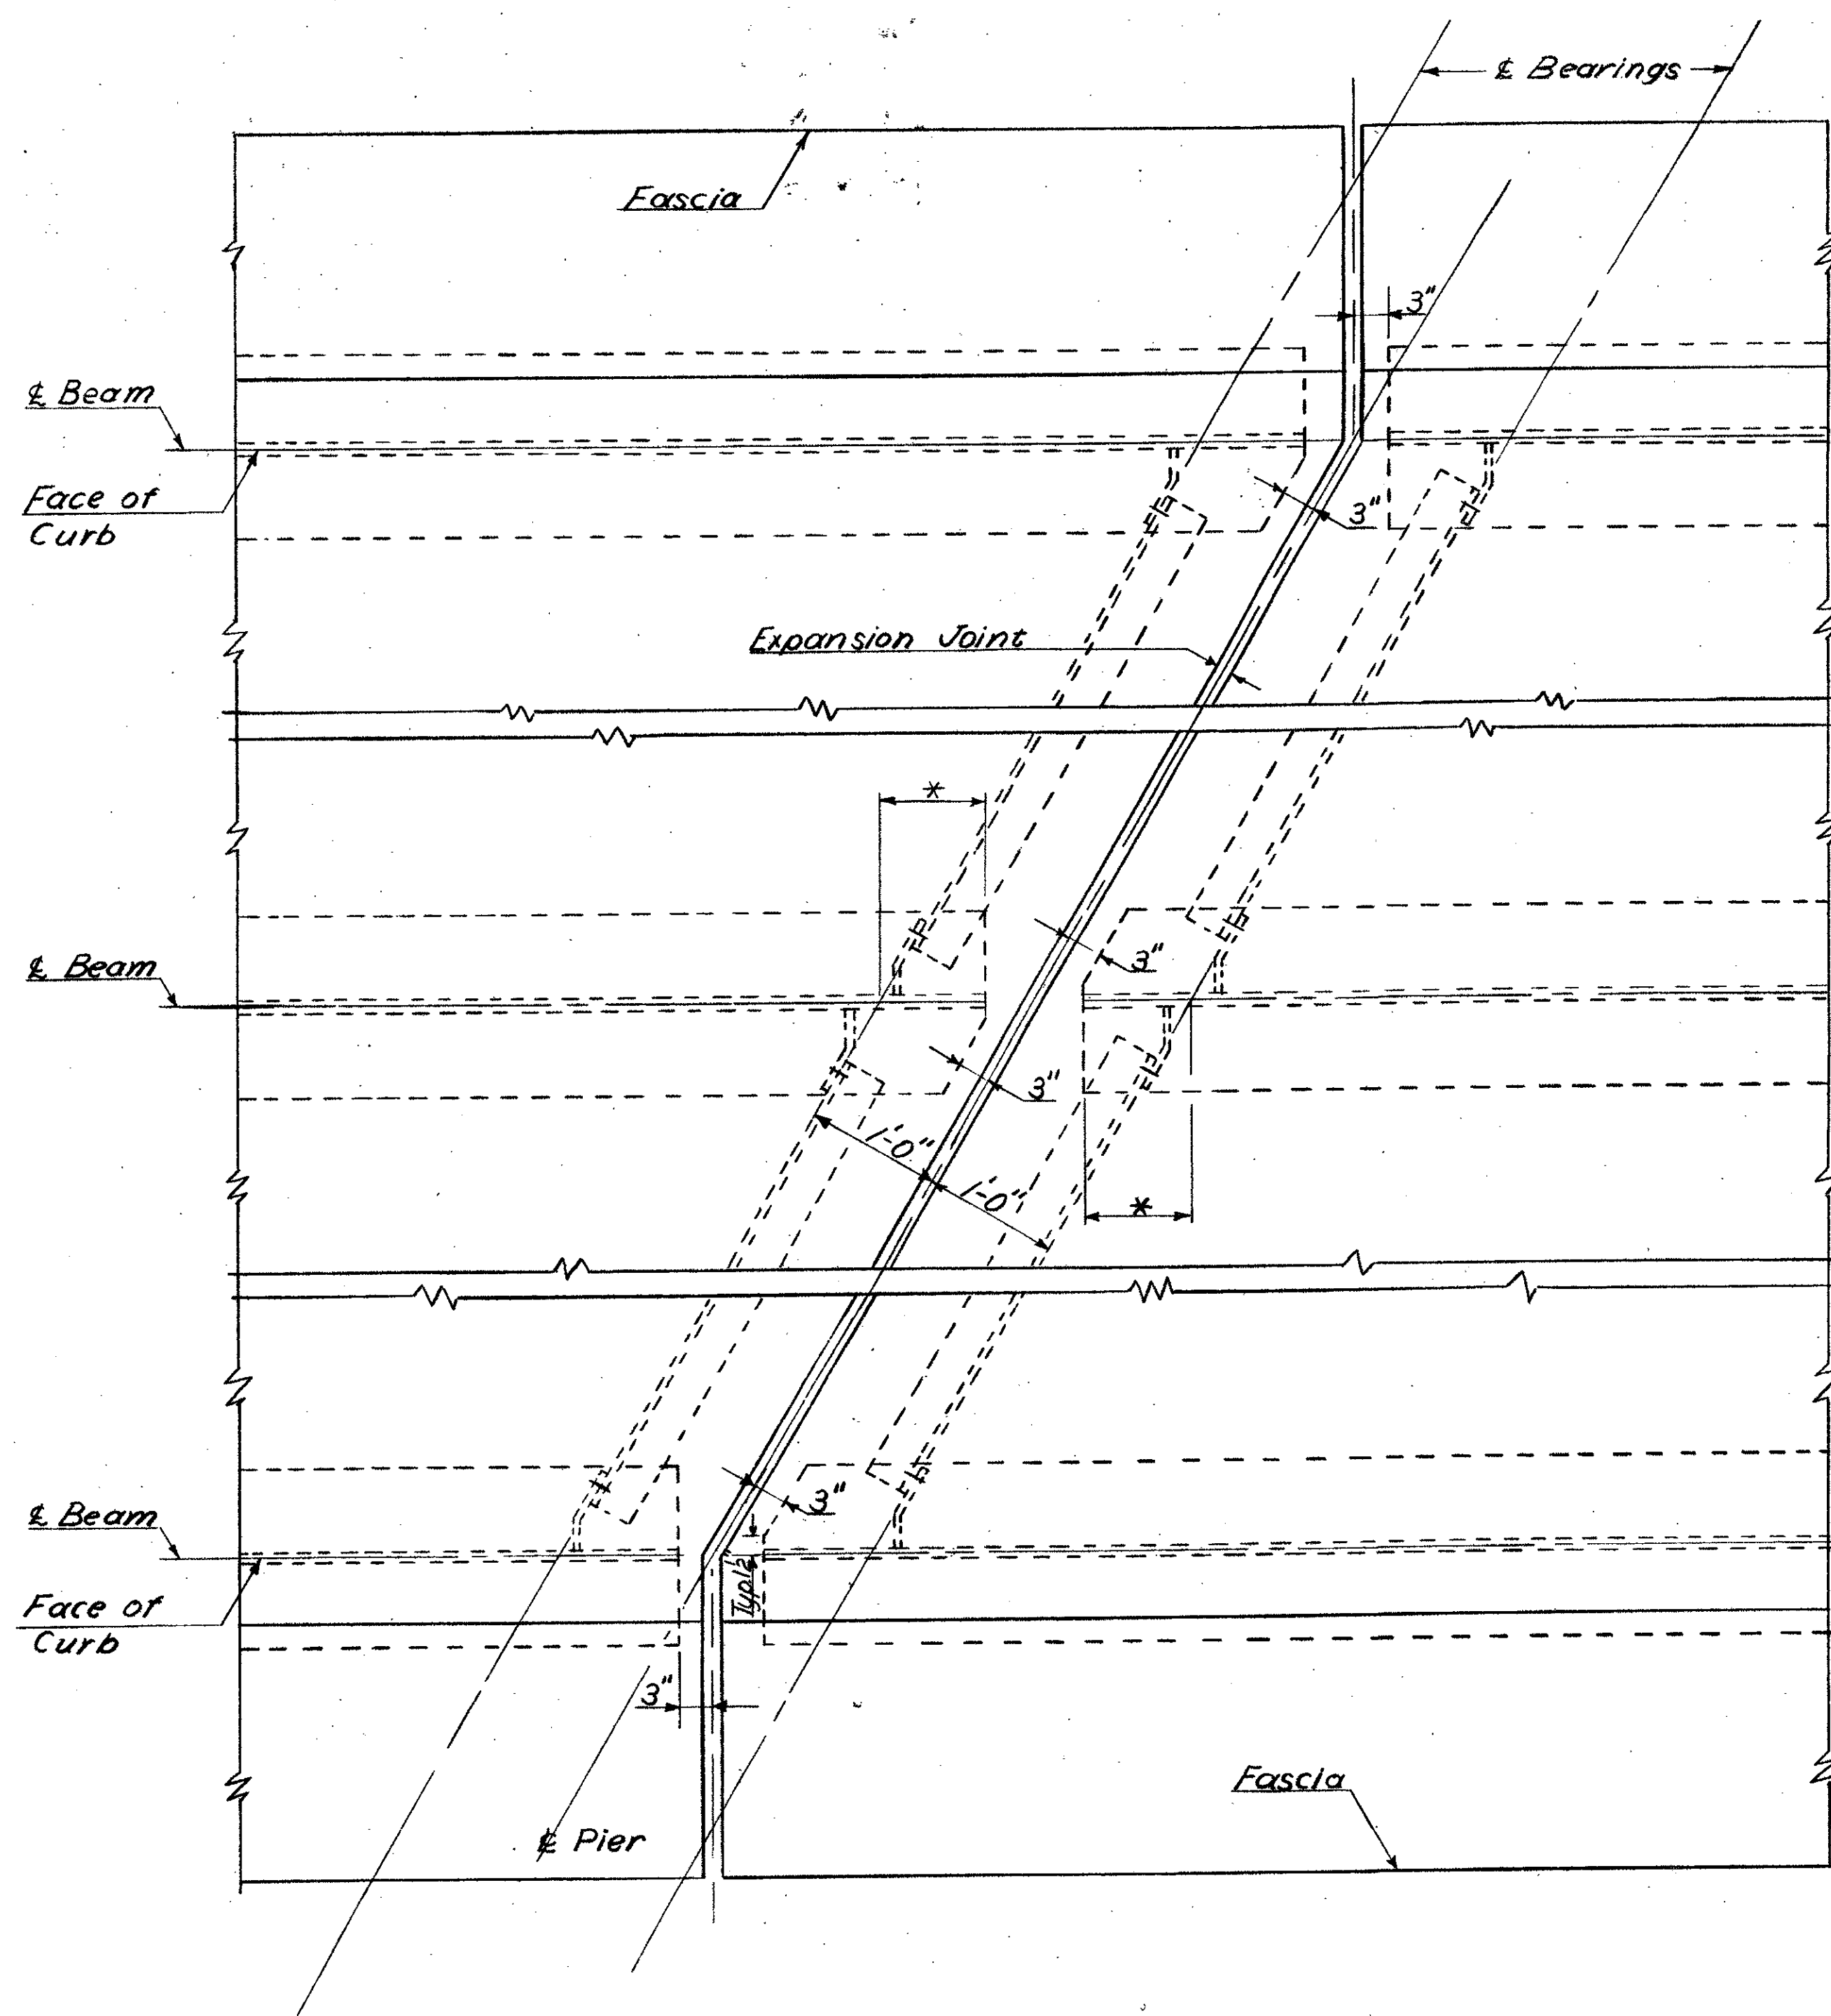 ℄ Bearings
Fascia
3"
℄ Beam
Face of
Curb
3"
Expansion Joint
*
3"
℄ Beam
3"
1'-0"
1'-0"
*
3"
℄ Beam
Face of
Curb
3"
Fascia
℄ Pier